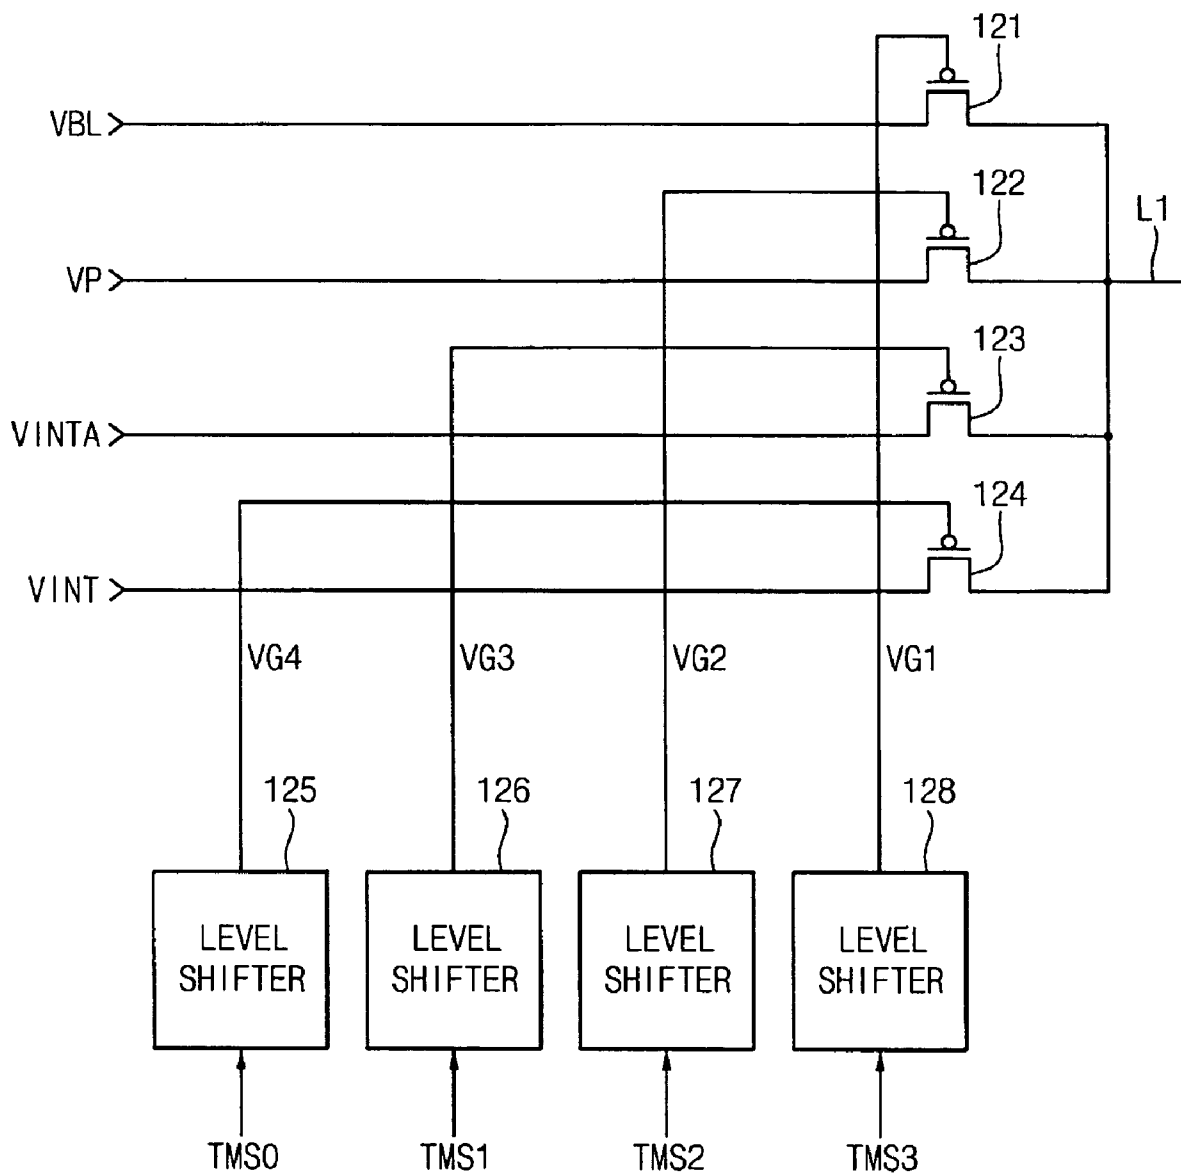 121
VBL
122
L1
VP
123
VINTA
124
VINT
VG4 VG3 VG2 VG1
125 126 127 128
LEVEL SHIFTER
LEVEL SHIFTER
LEVEL SHIFTER
LEVEL SHIFTER
TMS0 TMS1 TMS2 TMS3